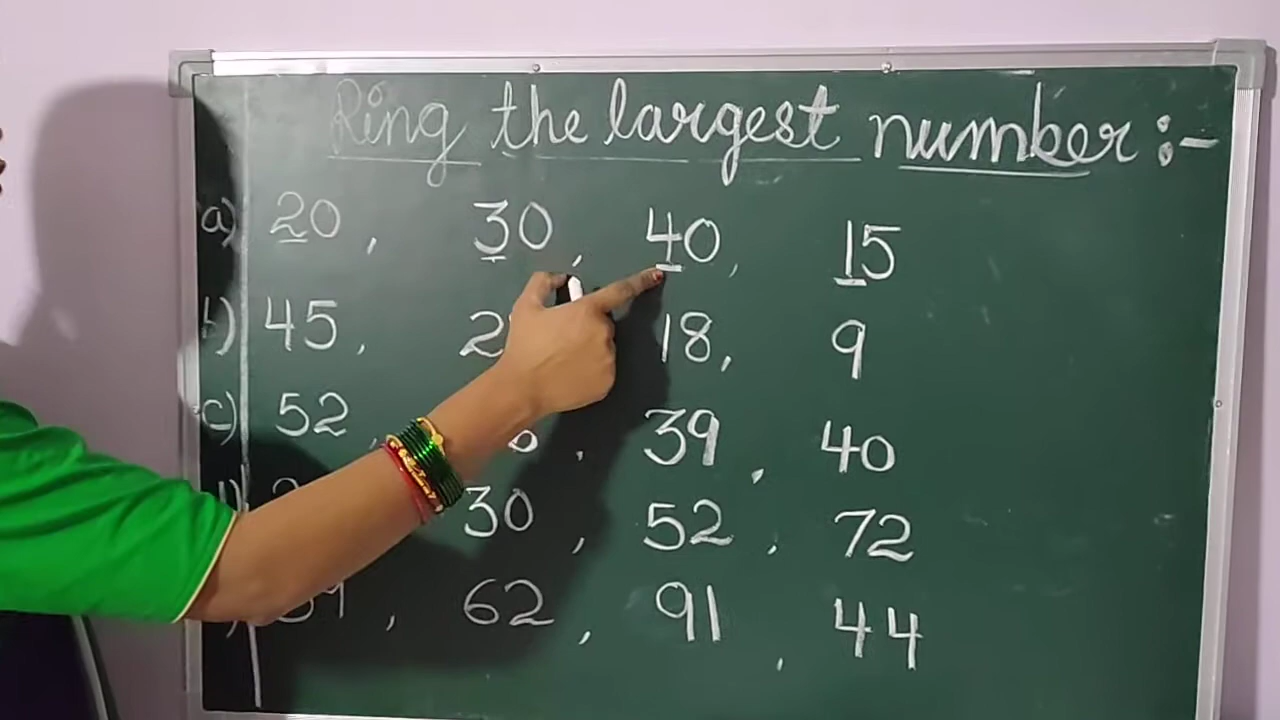 Ring the largest number :-
a) 20 , 30 , 40 , 15
b) 45 , 18 , 9
c) 52 , 39 , 40
d) 30 , 52 , 72
62 , 91 , 44